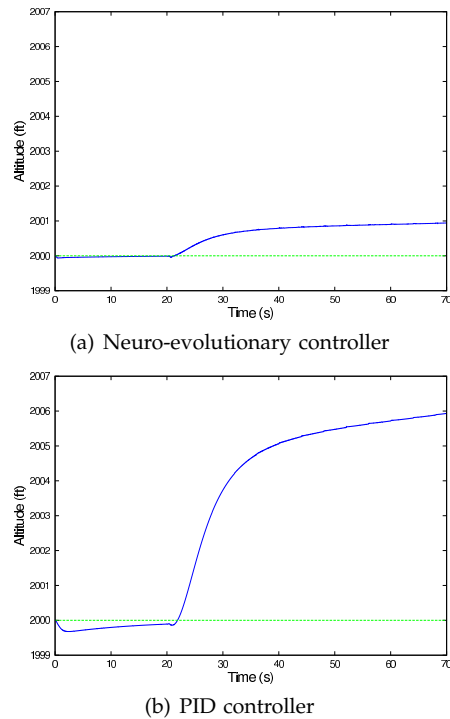 2007
2006
2005
2004
2003
2002
2001
2000
1999
Altitude (ft)
0 10 20 30 40 50 60 70
Time (s)
(a) Neuro-evolutionary controller
2007
2006
2005
2004
2003
2002
2001
2000
1999
Altitude (ft)
0 10 20 30 40 50 60 70
Time (s)
(b) PID controller